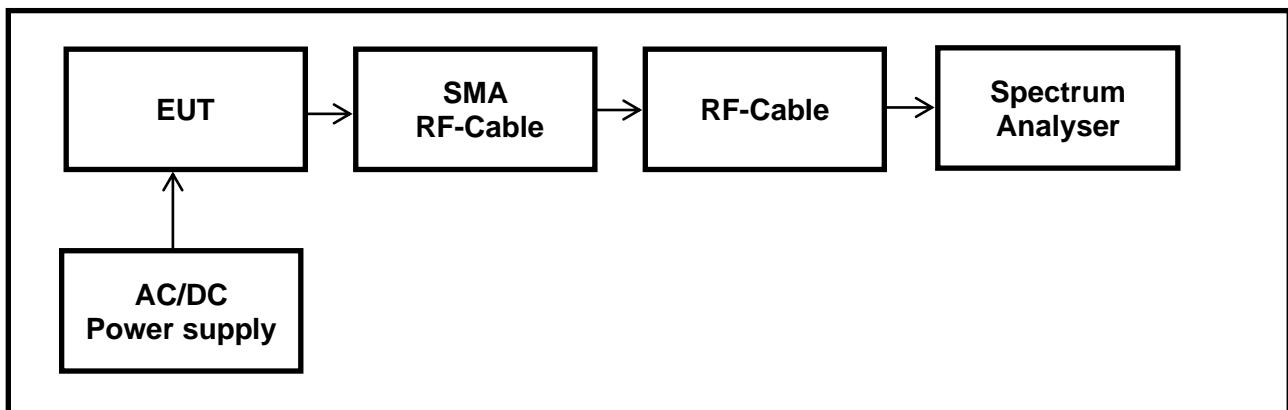 EUT
SMA
RF-Cable
RF-Cable
Spectrum
Analyser
AC/DC
Power supply